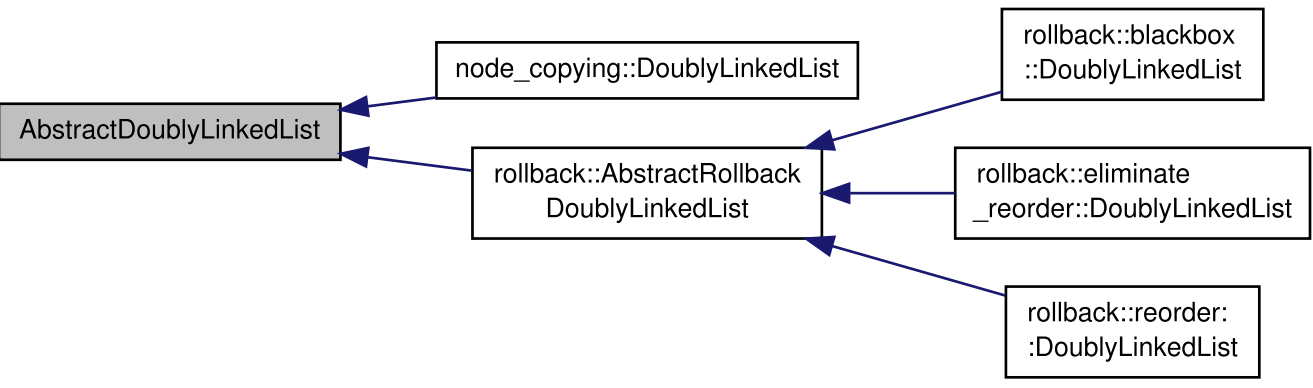 AbstractDoublyLinkedList
node_copying::DoublyLinkedList
rollback::AbstractRollback
DoublyLinkedList
rollback::blackbox
::DoublyLinkedList
rollback::eliminate
_reorder::DoublyLinkedList
rollback::reorder:
:DoublyLinkedList